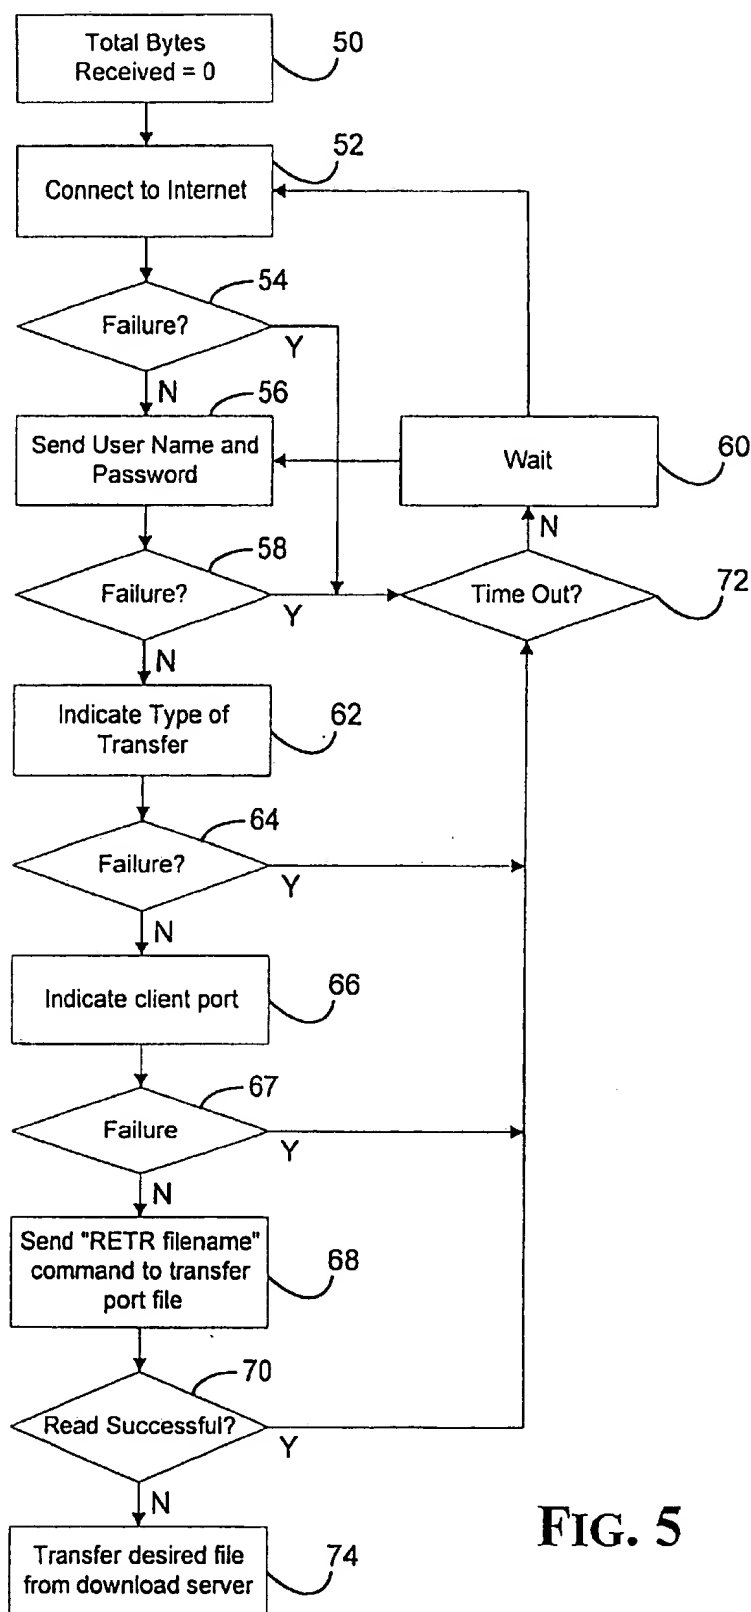 Total Bytes
Received = 0
50
Connect to Internet
52
Failure?
54
Y
N
Send User Name and
Password
56
Wait
60
N
Failure?
58
Y
Time Out?
72
N
Indicate Type of
Transfer
62
Failure?
64
Y
N
Indicate client port
66
Failure
67
Y
N
Send "RETR filename"
command to transfer
port file
68
Read Successful?
70
Y
N
Transfer desired file
from download server
74
FIG. 5